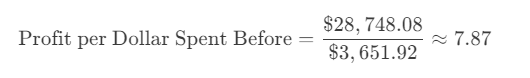 Profit per Dollar Spent Before = $28,748.08 / $3,651.92 ≈ 7.87